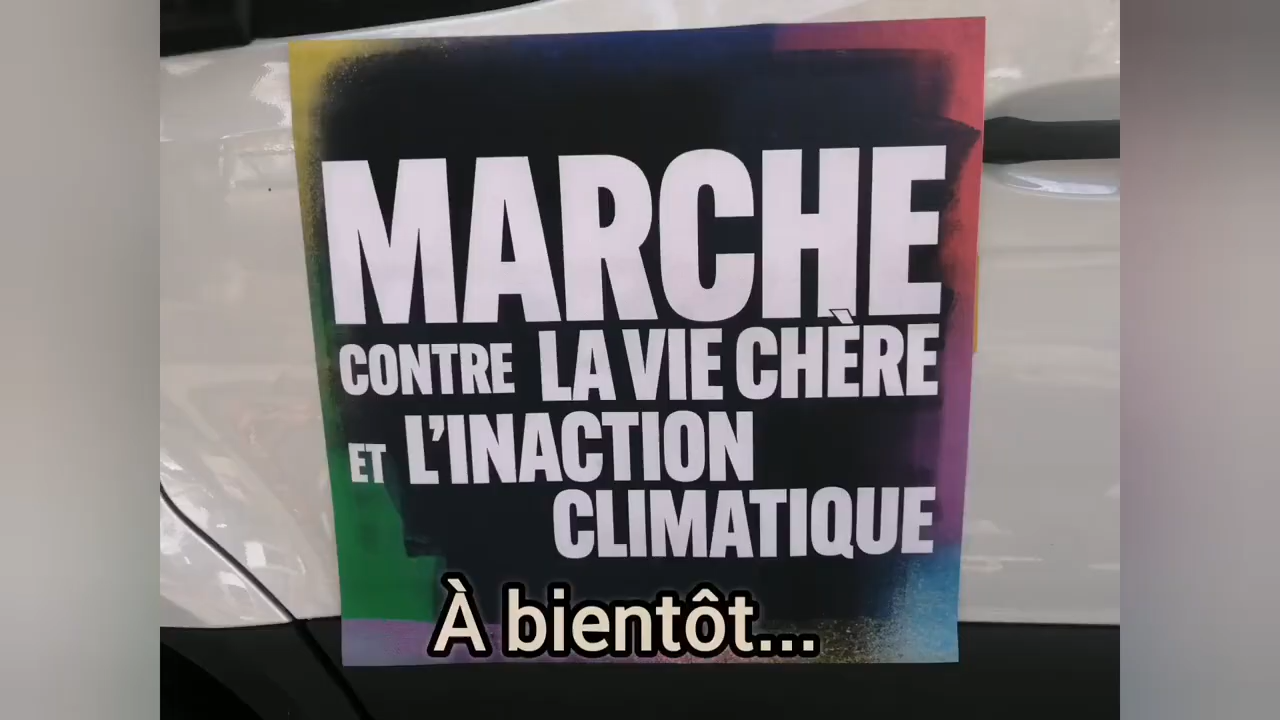 MARCHE
CONTRE LA VIE CHÈRE
ET L'INACTION
CLIMATIQUE
À bientôt...